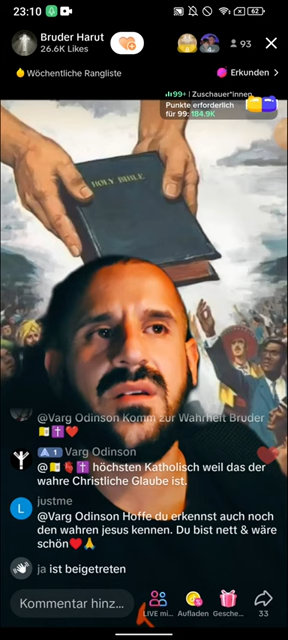 23:10
62
Bruder Harut
26.6K Likes
93
Wöchentliche Rangliste
Erkunden >
99+ | Zuschauer*innen
Punkte erforderlich
für 99: 184.9K
HOLY BIBLE
@Varg Odinson Komm zur Wahrheit Bruder
🇻🇦✝️❤️
1 Varg Odinson
@🇻🇦🫀✝️ höchsten Katholisch weil das der
wahre Christliche Glaube ist.
L
justme
@Varg Odinson Hoffe du erkennst auch noch
den wahren jesus kennen. Du bist nett & wäre
schön❤️🙏
ja ist beigetreten
Kommentar hinz...
LIVE mi...
Aufladen
Gesche...
33